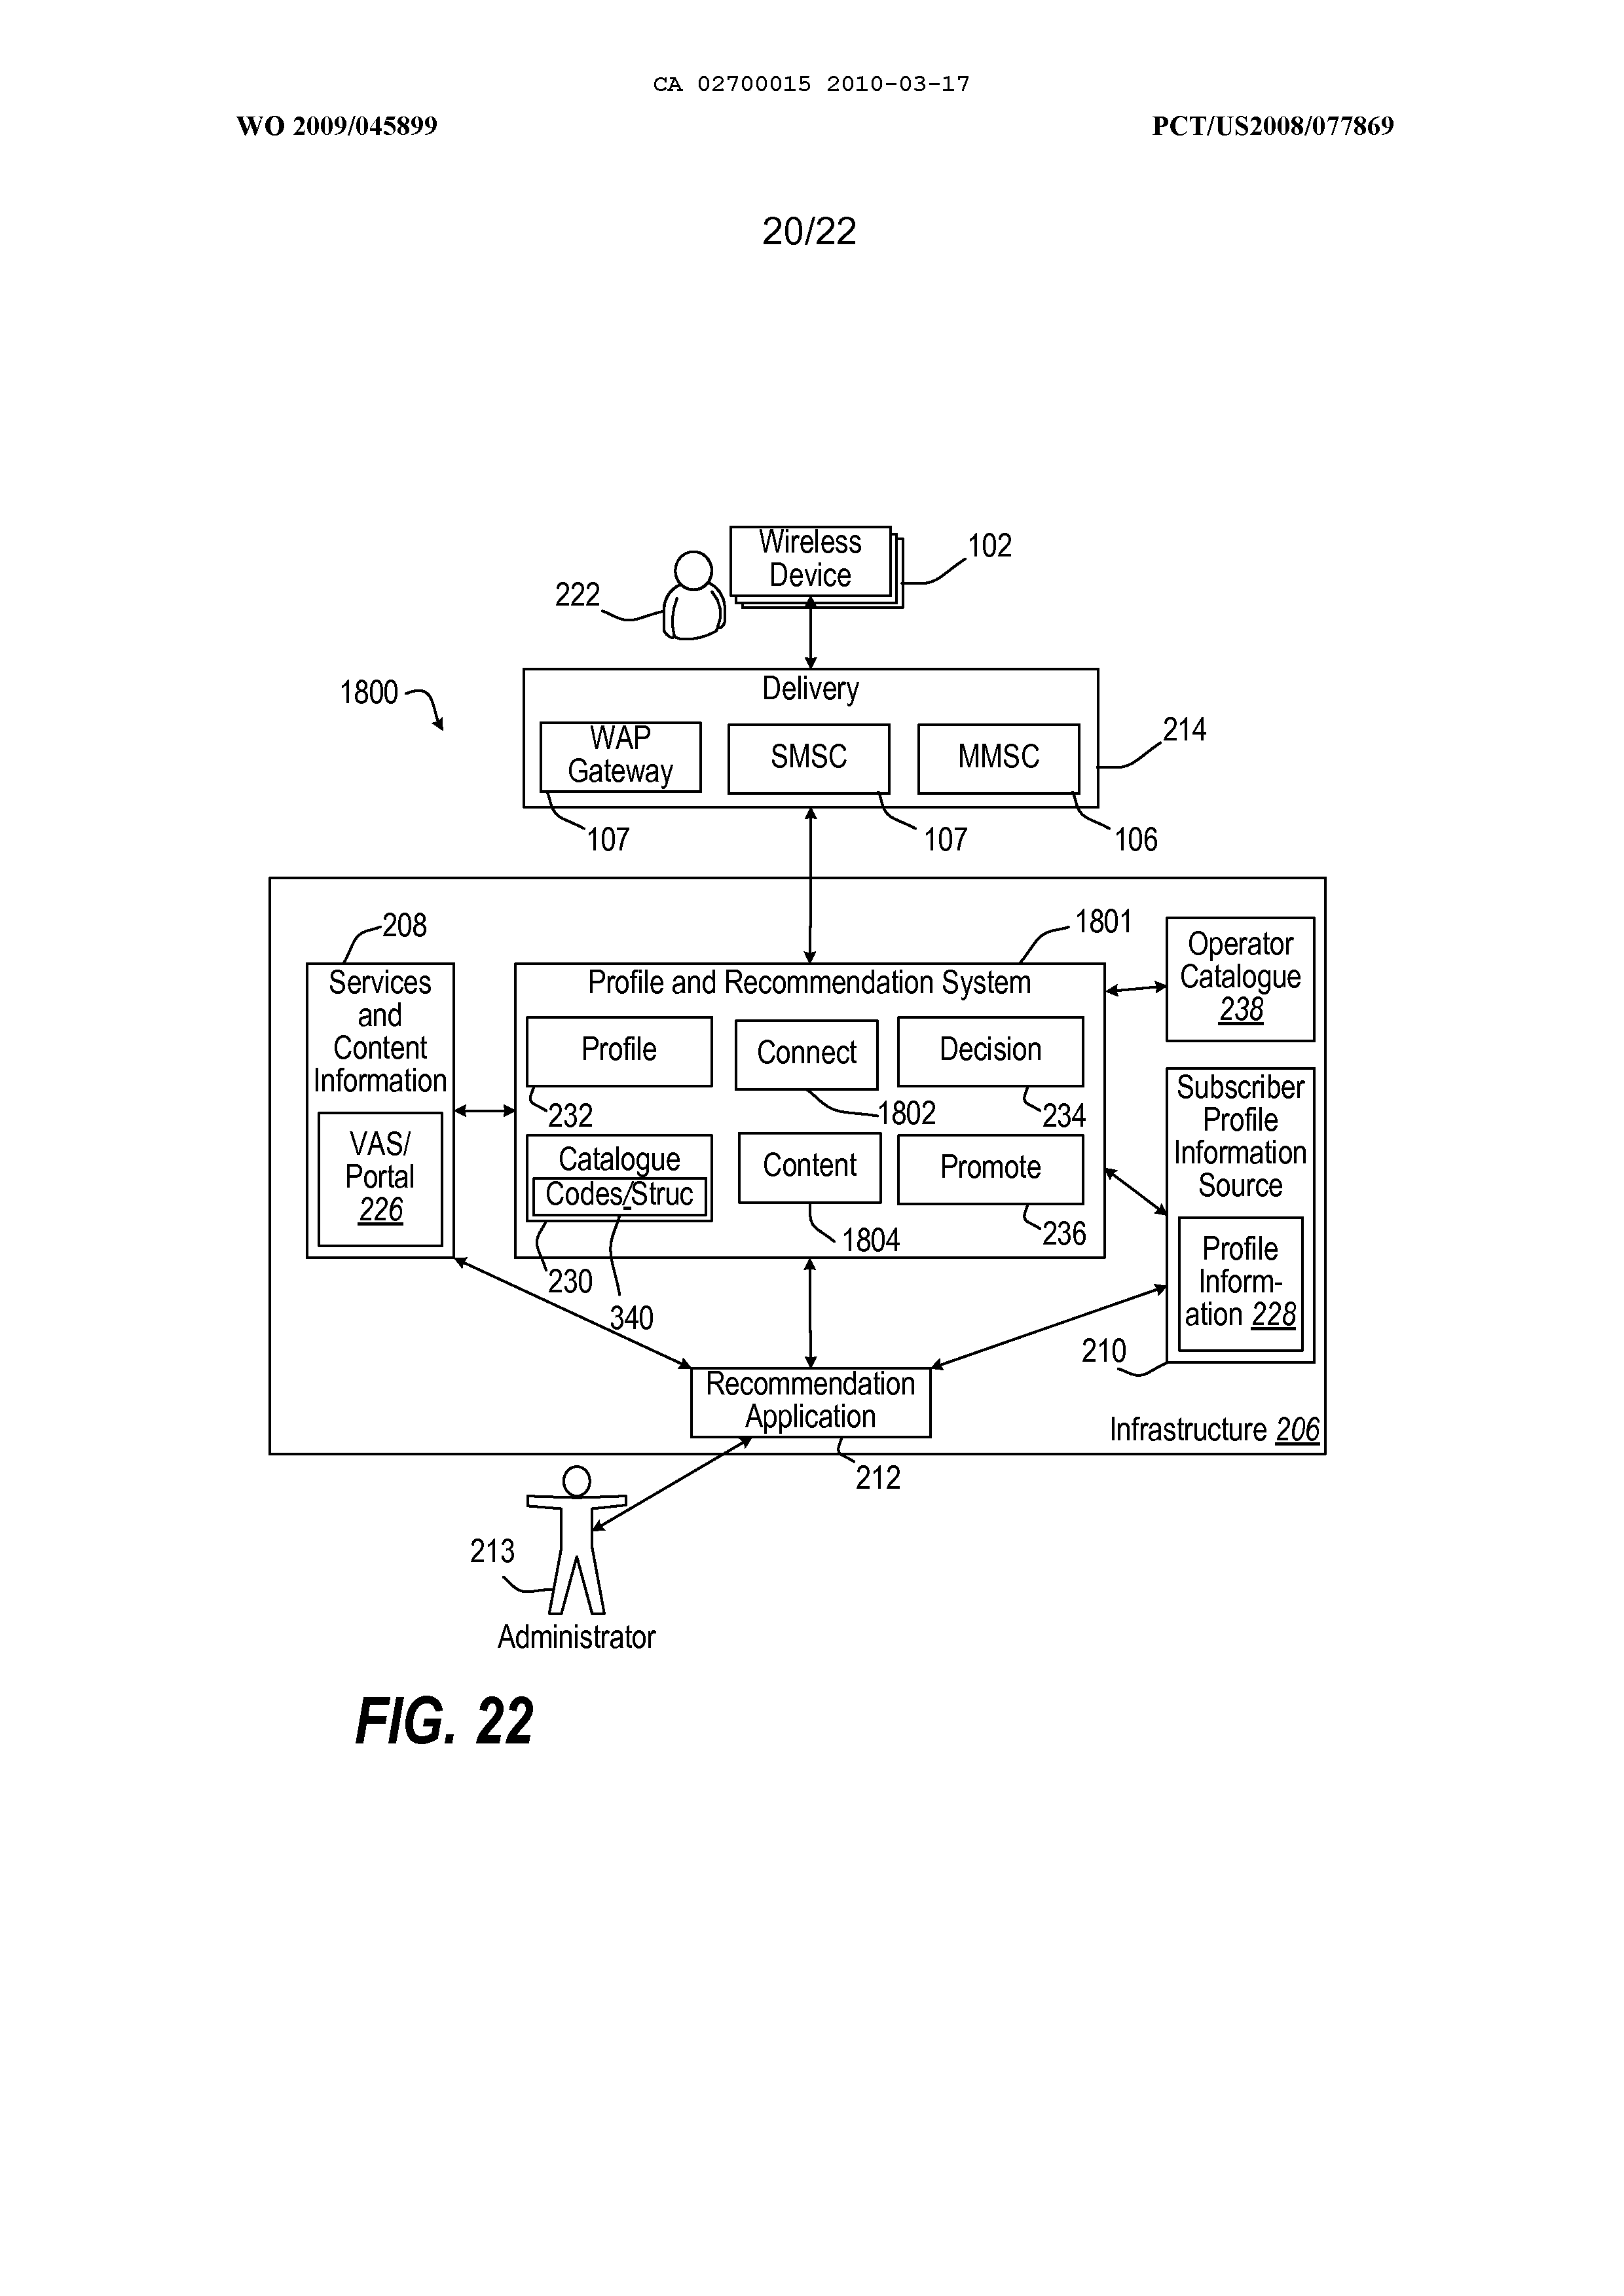 CA 02700015 2010-03-17
WO 2009/045899
PCT/US2008/077869
20/22
Wireless
Device
102
222
1800
Delivery
WAP
Gateway
SMSC
MMSC
214
107
107
106
208
1801
Services
and
Content
Information
VAS/
Portal
226
Profile and Recommendation System
Profile
Connect
Decision
232
1802
234
Catalogue
Codes/Struc
Content
Promote
1804
236
230
340
Operator
Catalogue
238
Subscriber
Profile
Information
Source
Profile
Inform-
ation 228
210
Recommendation
Application
Infrastructure 206
212
213
Administrator
FIG. 22